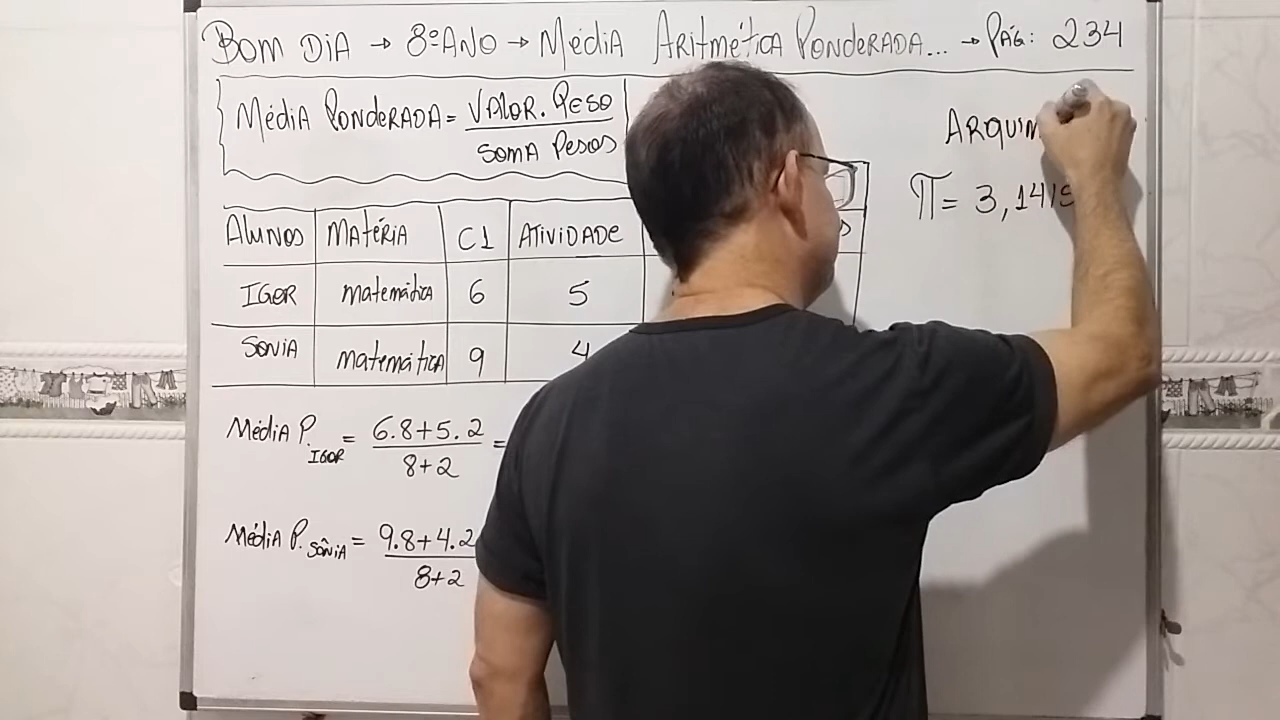 BOM DIA → 8º ANO → MÉDIA ARITMÉTICA PONDERADA... → PÁG: 234
MÉDIA PONDERADA = VALOR. PESO
SOMA PESOS
ARQUIM
π = 3,1415
ALUNOS MATÉRIA C1 ATIVIDADE
IGOR matemática 6 5
SONIA matemática 9 4
MÉDIA P. IGOR = 6.8+5.2 =
8+2
MÉDIA P. SÔNIA = 9.8+4.2
8+2